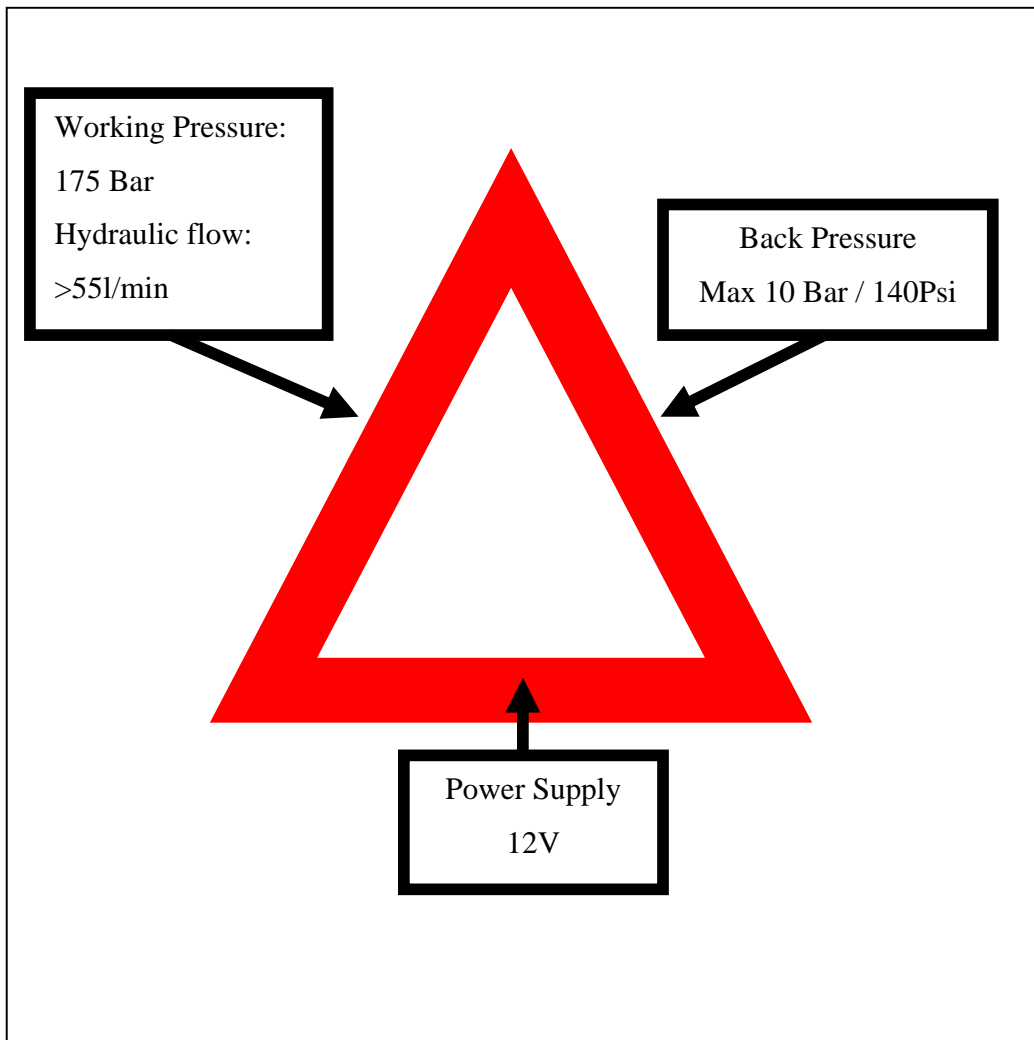 Working Pressure:
175 Bar
Hydraulic flow:
>55l/min
Back Pressure
Max 10 Bar / 140Psi
Power Supply
12V